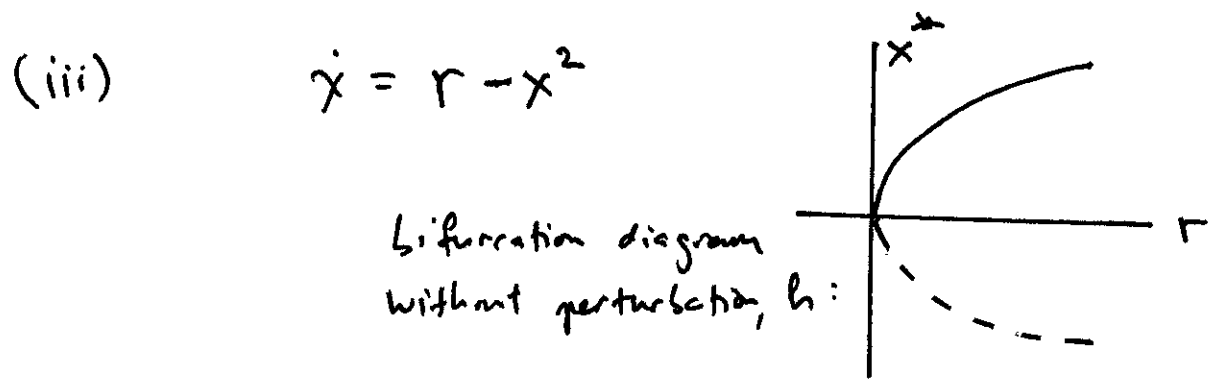 (iii) ẋ = r - x²
x*
r
bifurcation diagram
without perturbation, h: